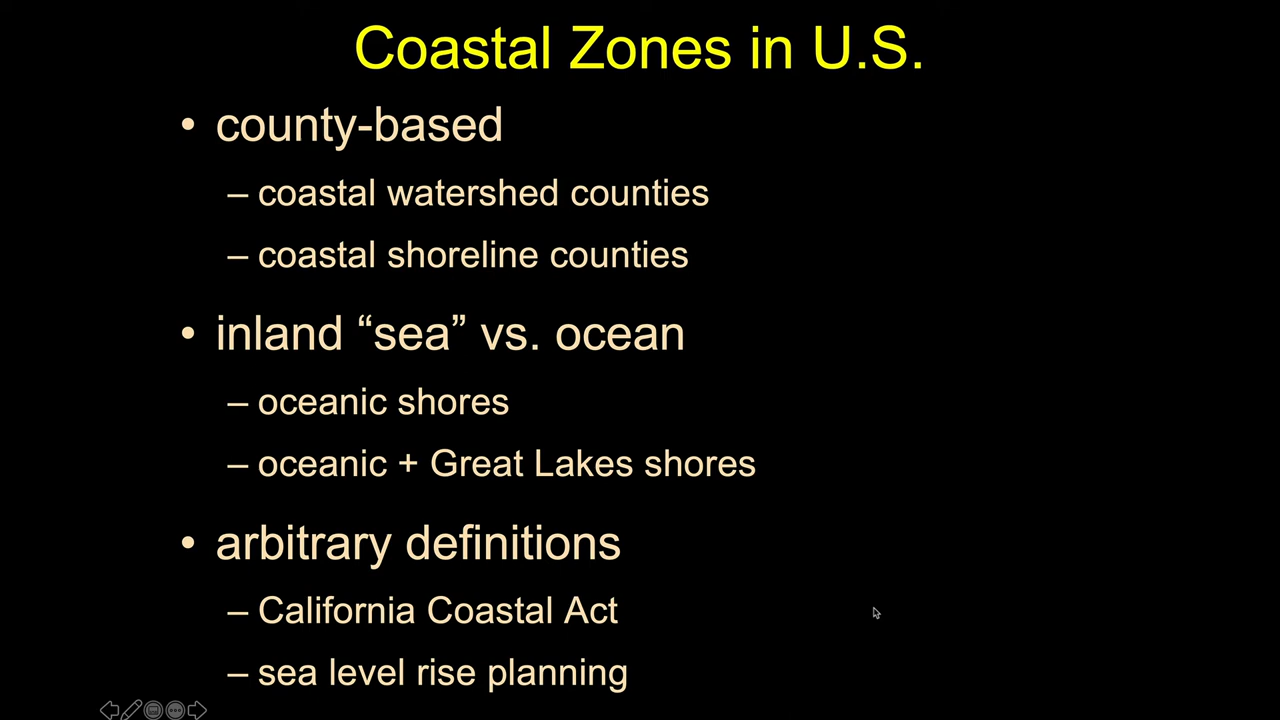 Coastal Zones in U.S.
• county-based
– coastal watershed counties
– coastal shoreline counties
• inland “sea” vs. ocean
– oceanic shores
– oceanic + Great Lakes shores
• arbitrary definitions
– California Coastal Act
– sea level rise planning